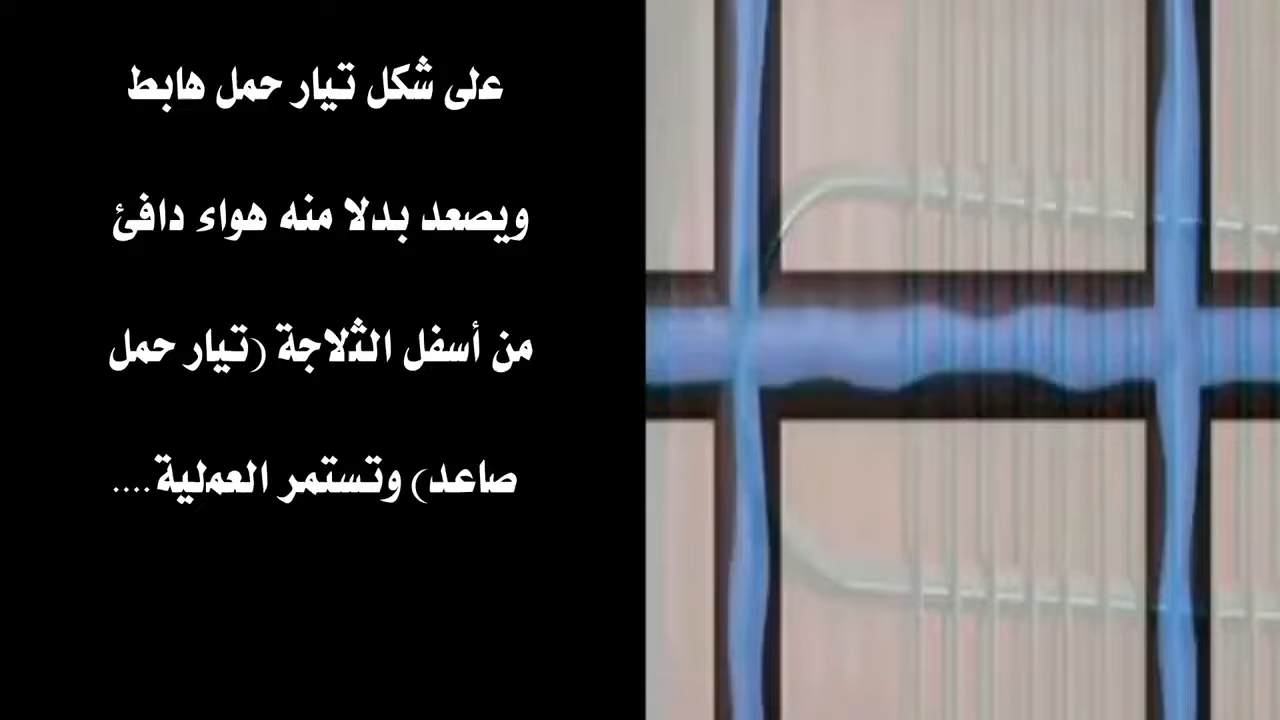 على شكل تيار حمل هابط
ويصعد بدلا منه هواء دافئ
من أسفل الثلاجة (تيار حمل
صاعد) وتستمر العملية....